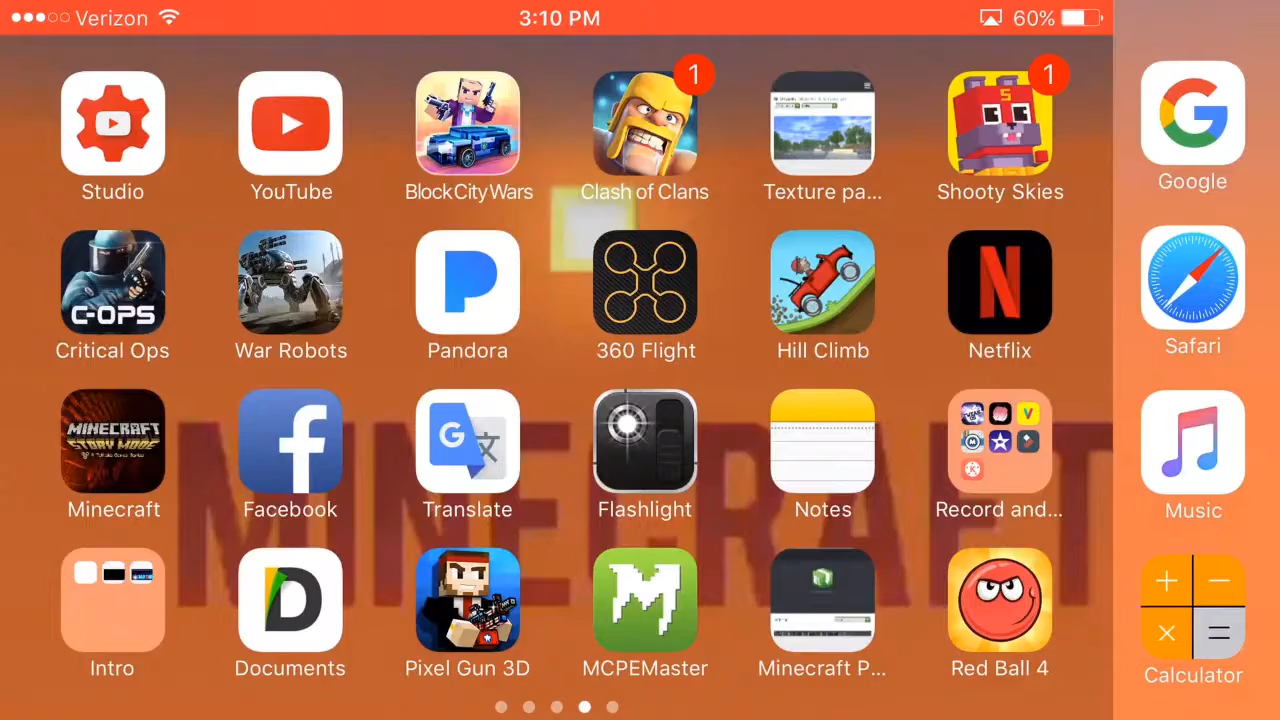 Verizon 3:10 PM 60%
1 1
Studio YouTube BlockCityWars Clash of Clans Texture pa... Shooty Skies
Google
C-OPS
Critical Ops War Robots Pandora 360 Flight Hill Climb Netflix
Safari
MINECRAFT
STORY MODE
Minecraft Facebook Translate Flashlight Notes Record and...
Music
MINECRAFT
Intro Documents Pixel Gun 3D MCPEMaster Minecraft P... Red Ball 4
Calculator